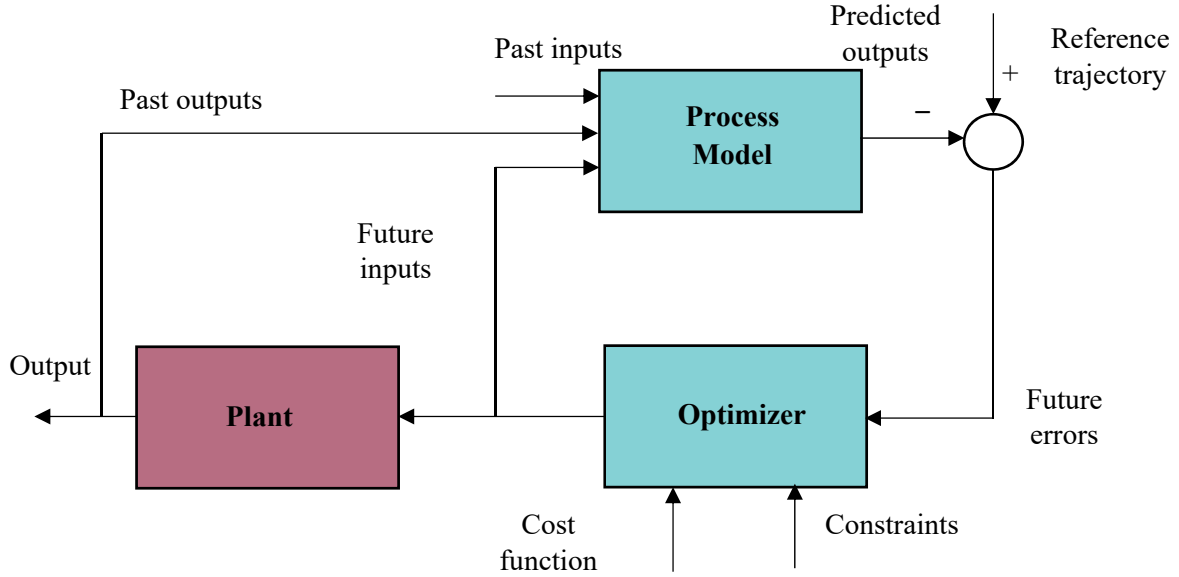 Predicted
outputs
Past inputs
Reference
trajectory
+
−
Past outputs
Process
Model
Future
inputs
Output
Plant
Optimizer
Future
errors
Cost
function
Constraints